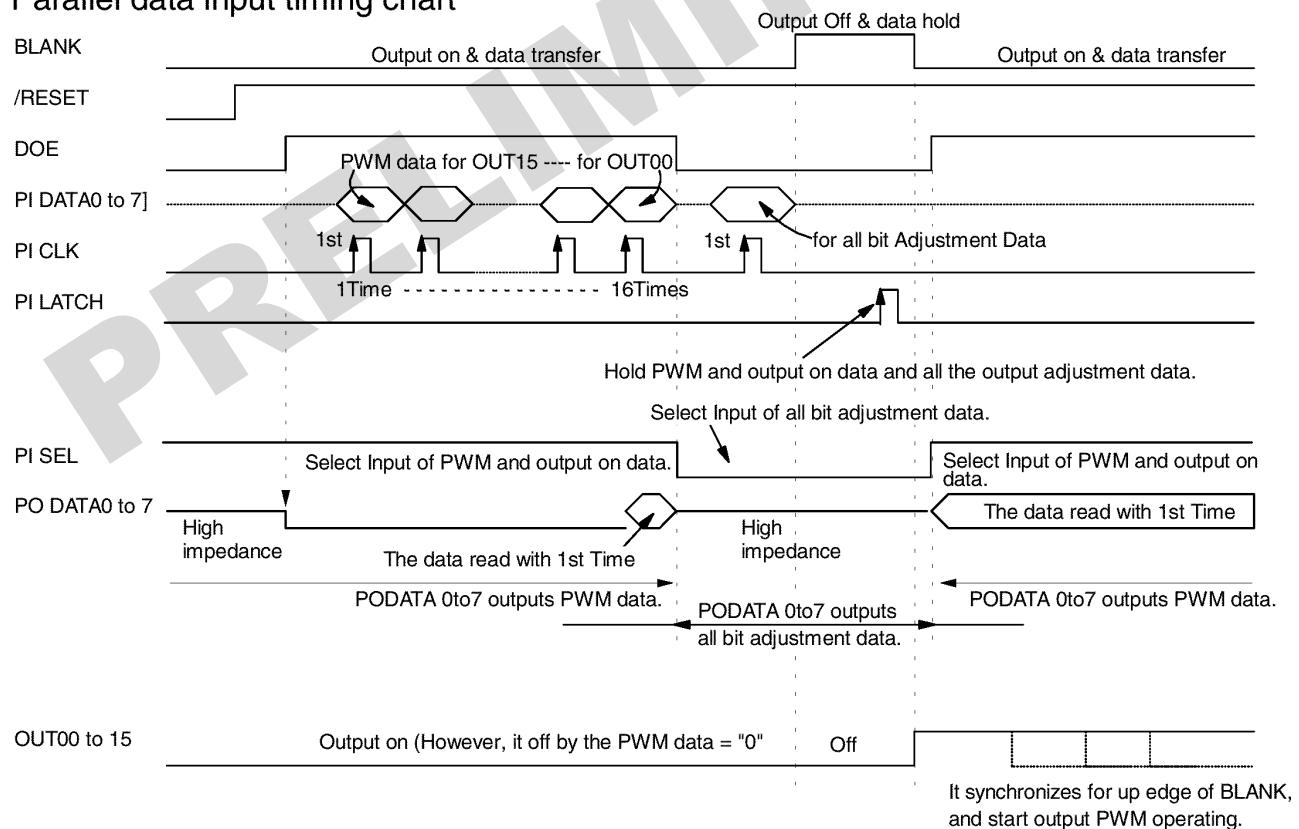 Parallel data input timing chart
Output Off & data hold
BLANK
Output on & data transfer
Output on & data transfer
/RESET
DOE
PWM data for OUT15 ---- for OUT00
PI DATA0 to 7]
1st
1st
for all bit Adjustment Data
PI CLK
1Time - - - - - - - - - - - - - - 16Times
PI LATCH
Hold PWM and output on data and all the output adjustment data.
Select Input of all bit adjustment data.
PI SEL
Select Input of PWM and output on data.
Select Input of PWM and output on
data.
PO DATA0 to 7
The data read with 1st Time
High
impedance
High
impedance
The data read with 1st Time
PODATA 0to7 outputs PWM data.
PODATA 0to7 outputs PWM data.
PODATA 0to7 outputs
all bit adjustment data.
OUT00 to 15
Output on (However, it off by the PWM data = "0"
Off
It synchronizes for up edge of BLANK,
and start output PWM operating.